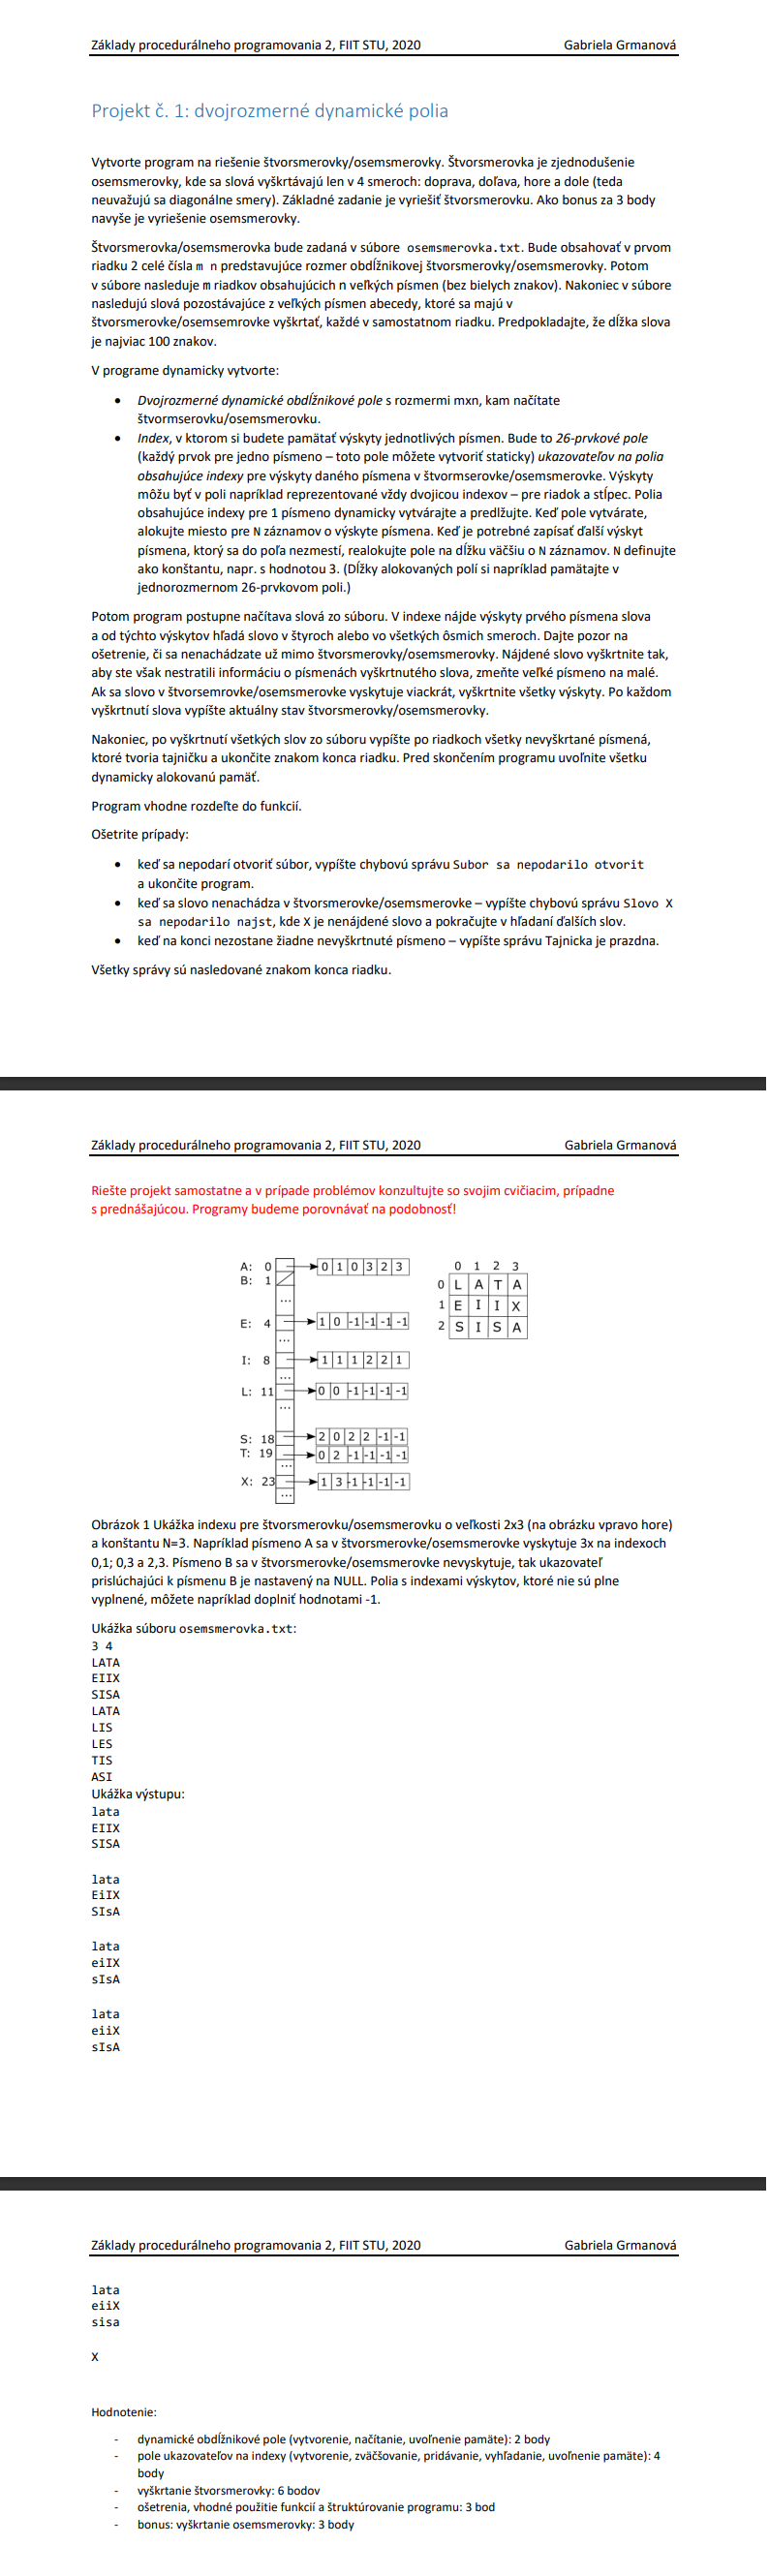 Základy procedurálneho programovania 2, FIIT STU, 2020 Gabriela Grmanová
Projekt č. 1: dvojrozmerné dynamické polia
Vytvorte program na riešenie štvorsmerovky/osemsmerovky. Štvorsmerovka je zjednodušenie
osemsmerovky, kde sa slová vyškrtávajú len v 4 smeroch: doprava, doľava, hore a dole (teda
neuvažujú sa diagonálne smery). Základné zadanie je vyriešiť štvorsmerovku. Ako bonus za 3 body
navyše je vyriešenie osemsmerovky.
Štvorsmerovka/osemsmerovka bude zadaná v súbore osemsmerovka.txt. Bude obsahovať v prvom
riadku 2 celé čísla m n predstavujúce rozmer obdĺžnikovej štvorsmerovky/osemsmerovky. Potom
v súbore nasleduje m riadkov obsahujúcich n veľkých písmen (bez bielych znakov). Nakoniec v súbore
nasledujú slová pozostávajúce z veľkých písmen abecedy, ktoré sa majú v
štvorsmerovke/osemsemrovke vyškrtať, každé v samostatnom riadku. Predpokladajte, že dĺžka slova
je najviac 100 znakov.
V programe dynamicky vytvorte:
• Dvojrozmerné dynamické obdĺžnikové pole s rozmermi mxn, kam načítate
štvormserovku/osemsmerovku.
• Index, v ktorom si budete pamätať výskyty jednotlivých písmen. Bude to 26-prvkové pole
(každý prvok pre jedno písmeno – toto pole môžete vytvoriť staticky) ukazovateľov na polia
obsahujúce indexy pre výskyty daného písmena v štvormserovke/osemsmerovke. Výskyty
môžu byť v poli napríklad reprezentované vždy dvojicou indexov – pre riadok a stĺpec. Polia
obsahujúce indexy pre 1 písmeno dynamicky vytvárajte a predlžujte. Keď pole vytvárate,
alokujte miesto pre N záznamov o výskyte písmena. Keď je potrebné zapísať ďalší výskyt
písmena, ktorý sa do poľa nezmestí, realokujte pole na dĺžku väčšiu o N záznamov. N definujte
ako konštantu, napr. s hodnotou 3. (Dĺžky alokovaných polí si napríklad pamätajte v
jednorozmernom 26-prvkovom poli.)
Potom program postupne načítava slová zo súboru. V indexe nájde výskyty prvého písmena slova
a od týchto výskytov hľadá slovo v štyroch alebo vo všetkých ôsmich smeroch. Dajte pozor na
ošetrenie, či sa nenachádzate už mimo štvorsmerovky/osemsmerovky. Nájdené slovo vyškrtnite tak,
aby ste však nestratili informáciu o písmenách vyškrtnutého slova, zmeňte veľké písmeno na malé.
Ak sa slovo v štvorsemrovke/osemsmerovke vyskytuje viackrát, vyškrtnite všetky výskyty. Po každom
vyškrtnutí slova vypíšte aktuálny stav štvorsmerovky/osemsmerovky.
Nakoniec, po vyškrtnutí všetkých slov zo súboru vypíšte po riadkoch všetky nevyškrtané písmená,
ktoré tvoria tajničku a ukončite znakom konca riadku. Pred skončením programu uvoľnite všetku
dynamicky alokovanú pamäť.
Program vhodne rozdeľte do funkcií.
Ošetrite prípady:
• keď sa nepodarí otvoriť súbor, vypíšte chybovú správu Subor sa nepodarilo otvorit
a ukončite program.
• keď sa slovo nenachádza v štvorsmerovke/osemsmerovke – vypíšte chybovú správu Slovo X
sa nepodarilo najst, kde X je nenájdené slovo a pokračujte v hľadaní ďalších slov.
• keď na konci nezostane žiadne nevyškrtnuté písmeno – vypíšte správu Tajnicka je prazdna.
Všetky správy sú nasledované znakom konca riadku.
Základy procedurálneho programovania 2, FIIT STU, 2020 Gabriela Grmanová
Riešte projekt samostatne a v prípade problémov konzultujte so svojim cvičiacim, prípadne
s prednášajúcou. Programy budeme porovnávať na podobnosť!
A: 0 0 1 0 3 2 3
B: 1
...
E: 4 1 0 -1 -1 -1 -1
...
I: 8 1 1 1 2 2 1
...
L: 11 0 0 -1 -1 -1 -1
...
S: 18 2 0 2 2 -1 -1
T: 19 0 2 -1 -1 -1 -1
...
X: 23 1 3 -1 -1 -1 -1
...
0 1 2 3
0 L A T A
1 E I I X
2 S I S A
Obrázok 1 Ukážka indexu pre štvorsmerovku/osemsmerovku o veľkosti 2x3 (na obrázku vpravo hore)
a konštantu N=3. Napríklad písmeno A sa v štvorsmerovke/osemsmerovke vyskytuje 3x na indexoch
0,1; 0,3 a 2,3. Písmeno B sa v štvorsmerovke/osemsmerovke nevyskytuje, tak ukazovateľ
prislúchajúci k písmenu B je nastavený na NULL. Polia s indexami výskytov, ktoré nie sú plne
vyplnené, môžete napríklad doplniť hodnotami -1.
Ukážka súboru osemsmerovka.txt:
3 4
LATA
EIIX
SISA
LATA
LIS
LES
TIS
ASI
Ukážka výstupu:
lata
EIIX
SISA
lata
EiIX
SIsA
lata
eiIX
sIsA
lata
eiiX
sIsA
Základy procedurálneho programovania 2, FIIT STU, 2020 Gabriela Grmanová
lata
eiiX
sisa
X
Hodnotenie:
- dynamické obdĺžnikové pole (vytvorenie, načítanie, uvoľnenie pamäte): 2 body
- pole ukazovateľov na indexy (vytvorenie, zväčšovanie, pridávanie, vyhľadanie, uvoľnenie pamäte): 4
body
- vyškrtanie štvorsmerovky: 6 bodov
- ošetrenia, vhodné použitie funkcií a štruktúrovanie programu: 3 bod
- bonus: vyškrtanie osemsmerovky: 3 body